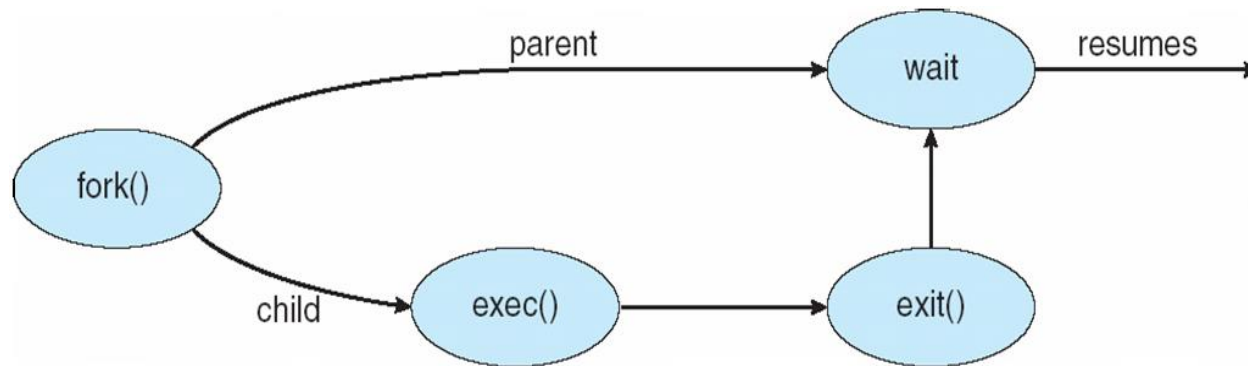 parent
resumes
wait
fork()
child
exec()
exit()